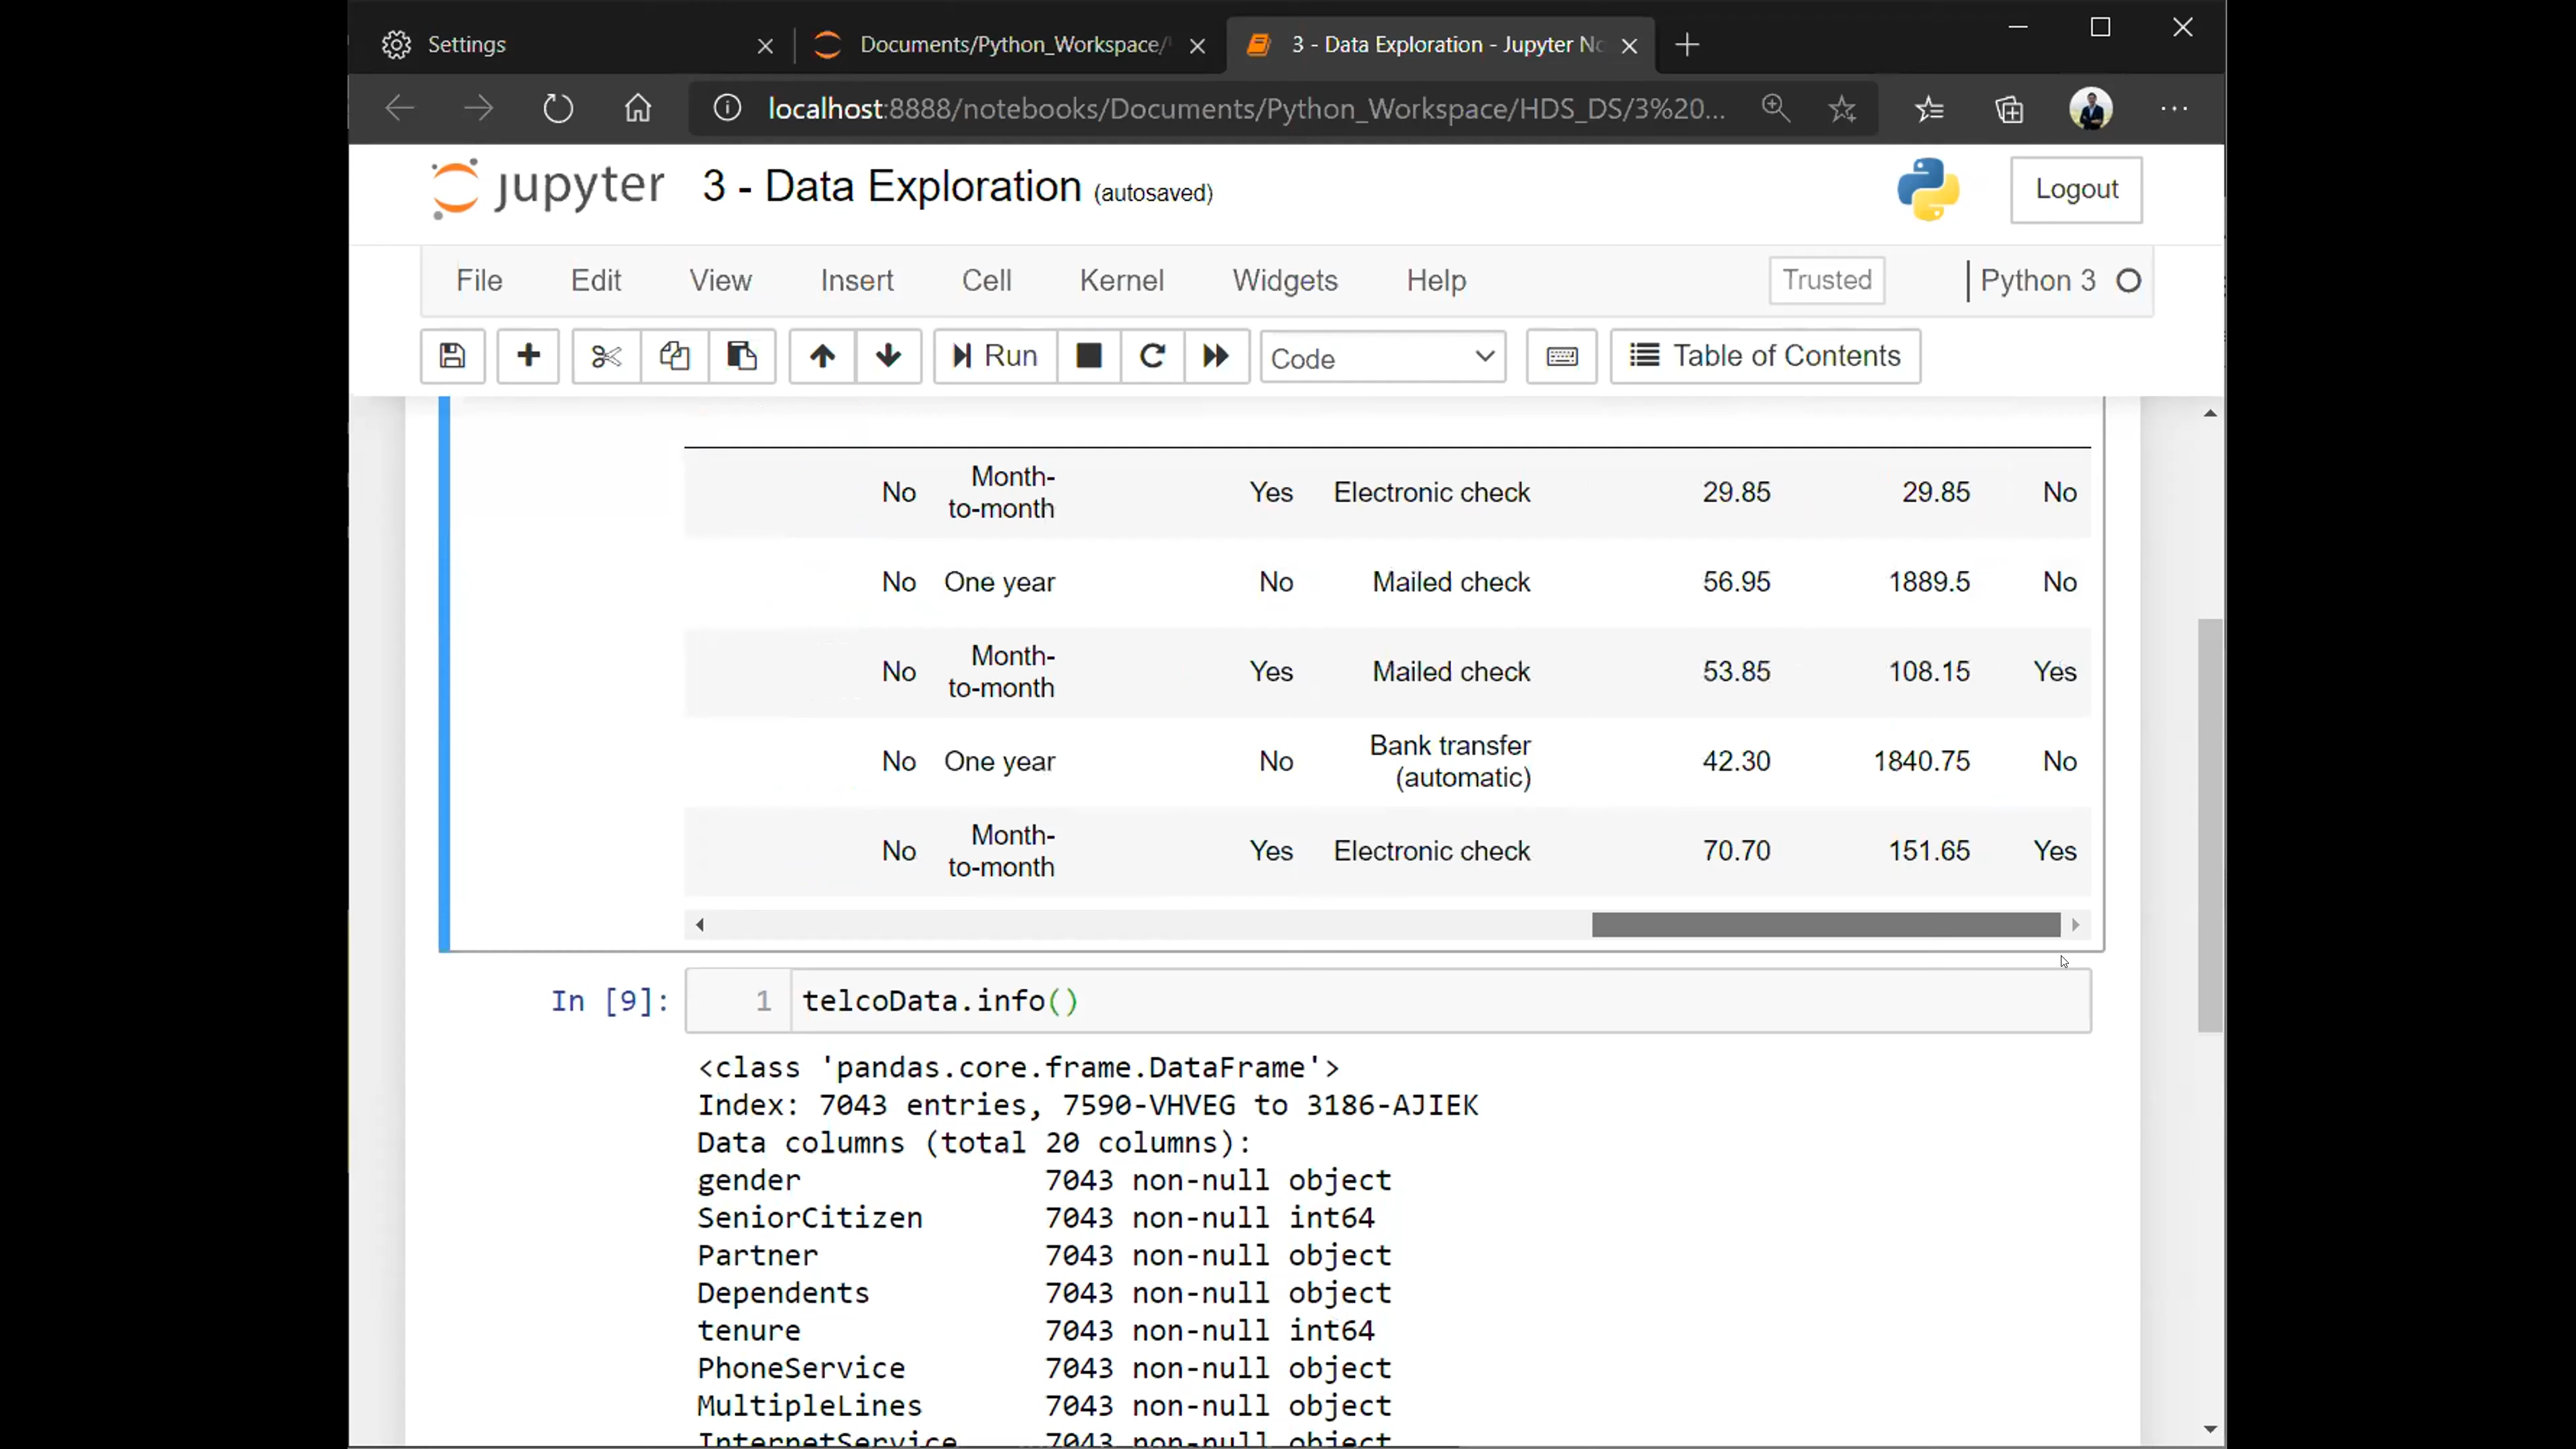 Settings
Documents/Python_Workspace/
3 - Data Exploration - Jupyter No
localhost:8888/notebooks/Documents/Python_Workspace/HDS_DS/3%20...
jupyter 3 - Data Exploration (autosaved)
Logout
File Edit View Insert Cell Kernel Widgets Help Trusted Python 3
Run Code Table of Contents
No Month-to-month Yes Electronic check 29.85 29.85 No
No One year No Mailed check 56.95 1889.5 No
No Month-to-month Yes Mailed check 53.85 108.15 Yes
No One year No Bank transfer (automatic) 42.30 1840.75 No
No Month-to-month Yes Electronic check 70.70 151.65 Yes
In [9]: 1 telcoData.info()
<class 'pandas.core.frame.DataFrame'>
Index: 7043 entries, 7590-VHVEG to 3186-AJIEK
Data columns (total 20 columns):
gender 7043 non-null object
SeniorCitizen 7043 non-null int64
Partner 7043 non-null object
Dependents 7043 non-null object
tenure 7043 non-null int64
PhoneService 7043 non-null object
MultipleLines 7043 non-null object
InternetService 7043 non-null object